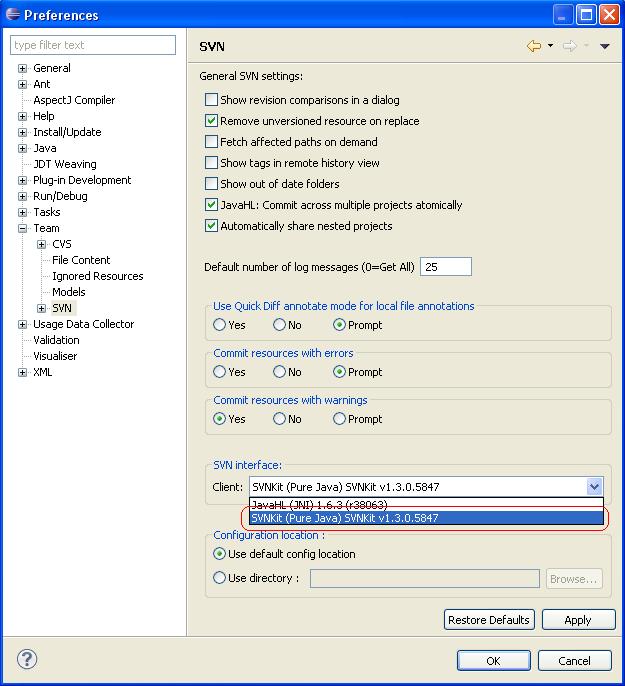 Preferences
type filter text
General
Ant
AspectJ Compiler
Help
Install/Update
Java
JDT Weaving
Plug-in Development
Run/Debug
Tasks
Team
CVS
File Content
Ignored Resources
Models
SVN
Usage Data Collector
Validation
Visualiser
XML
SVN
General SVN settings:
Show revision comparisons in a dialog
Remove unversioned resource on replace
Fetch affected paths on demand
Show tags in remote history view
Show out of date folders
JavaHL: Commit across multiple projects atomically
Automatically share nested projects
Default number of log messages (0=Get All) 25
Use Quick Diff annotate mode for local file annotations
Yes No Prompt
Commit resources with errors
Yes No Prompt
Commit resources with warnings
Yes No Prompt
SVN interface:
Client: SVNKit (Pure Java) SVNKit v1.3.0.5847
JavaHL (JNI) 1.6.3 (r38063)
SVNKit (Pure Java) SVNKit v1.3.0.5847
Configuration location :
Use default config location
Use directory : Browse...
Restore Defaults Apply
? OK Cancel